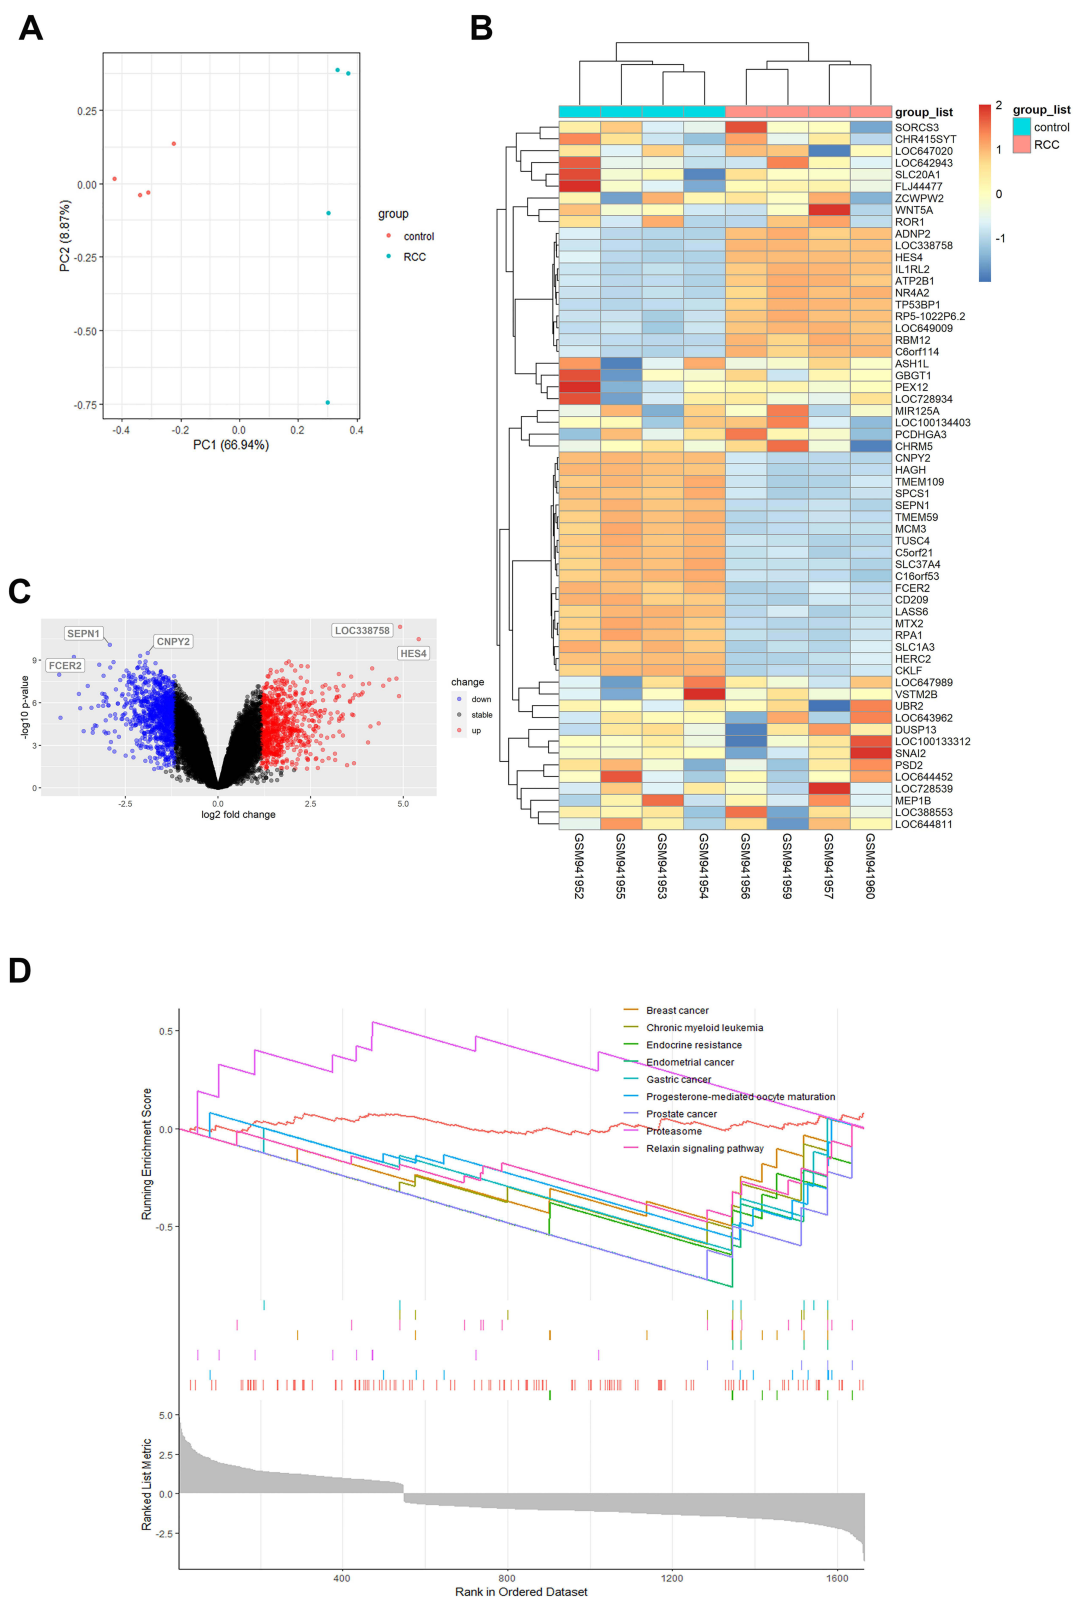 A
0.25
0.00
-0.25
-0.50
-0.75
-0.4
-0.2
0.0
0.2
0.4
PC1 (66.94%)
PC2 (8.87%)
group
control
RCC
B
group_list
SORCS3
CHR415SYT
LOC647020
LOC642943
SLC20A1
FLJ44477
ZCWPW2
WNT5A
ROR1
ADNP2
LOC338758
HES4
IL1RL2
ATP2B1
NR4A2
TP53BP1
RP5-1022P6.2
LOC649009
RBM12
C6orf114
ASH1L
GBGT1
PEX12
LOC728934
MIR125A
LOC100134403
PCDHGA3
CHRM5
CNPY2
HAGH
TMEM109
SPCS1
SEPN1
TMEM59
MCM3
TUSC4
C5orf21
SLC37A4
C16orf53
FCER2
CD209
LASS6
MTX2
RPA1
SLC1A3
HERC2
CKLF
LOC647989
VSTM2B
UBR2
LOC643962
DUSP13
LOC100133312
SNAI2
PSD2
LOC644452
LOC728539
MEP1B
LOC388553
LOC644811
GSM941952
GSM941955
GSM941953
GSM941954
GSM941956
GSM941959
GSM941957
GSM941960
2
1
0
-1
group_list
control
RCC
C
SEPN1
CNPY2
FCER2
LOC338758
HES4
9
6
3
0
-2.5
0.0
2.5
5.0
log2 fold change
-log10 p-value
change
down
stable
up
D
Breast cancer
Chronic myeloid leukemia
Endocrine resistance
Endometrial cancer
Gastric cancer
Progesterone-mediated oocyte maturation
Prostate cancer
Proteasome
Relaxin signaling pathway
0.5
0.0
-0.5
Running Enrichment Score
5.0
2.5
0.0
-2.5
Ranked List Metric
400
800
1200
1600
Rank in Ordered Dataset